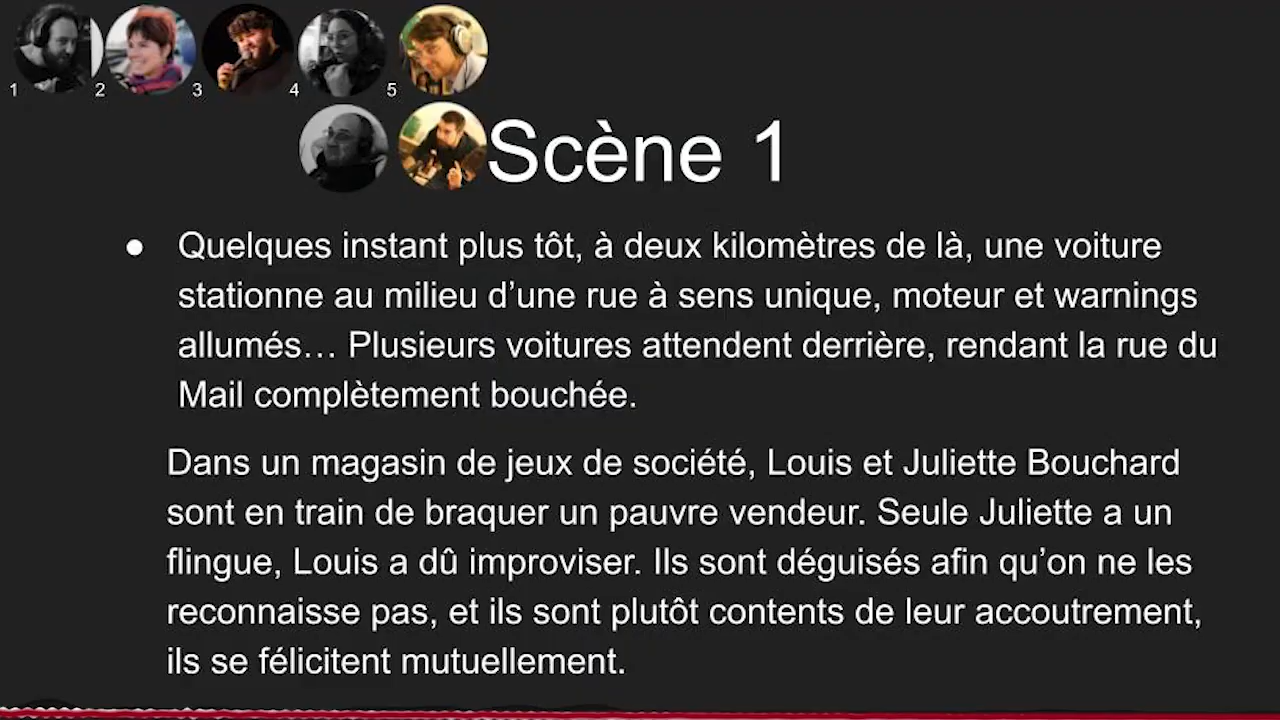 1 2 3 4 5
Scène 1
● Quelques instant plus tôt, à deux kilomètres de là, une voiture
stationne au milieu d’une rue à sens unique, moteur et warnings
allumés… Plusieurs voitures attendent derrière, rendant la rue du
Mail complètement bouchée.
Dans un magasin de jeux de société, Louis et Juliette Bouchard
sont en train de braquer un pauvre vendeur. Seule Juliette a un
flingue, Louis a dû improviser. Ils sont déguisés afin qu’on ne les
reconnaisse pas, et ils sont plutôt contents de leur accoutrement,
ils se félicitent mutuellement.